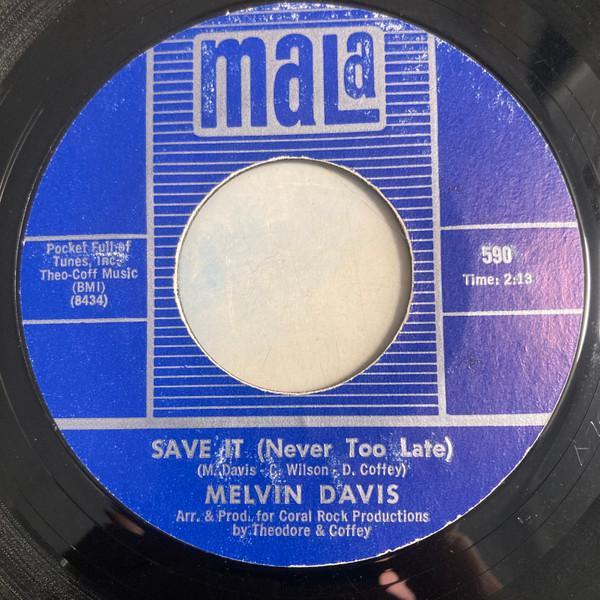 mala
Pocket Full of
Tunes, Inc.
Theo-Coff Music
(BMI)
(8434)
590
Time: 2:13
SAVE IT (Never Too Late)
(M. Davis - C. Wilson - D. Coffey)
MELVIN DAVIS
Arr. & Prod. for Coral Rock Productions
by Theodore & Coffey